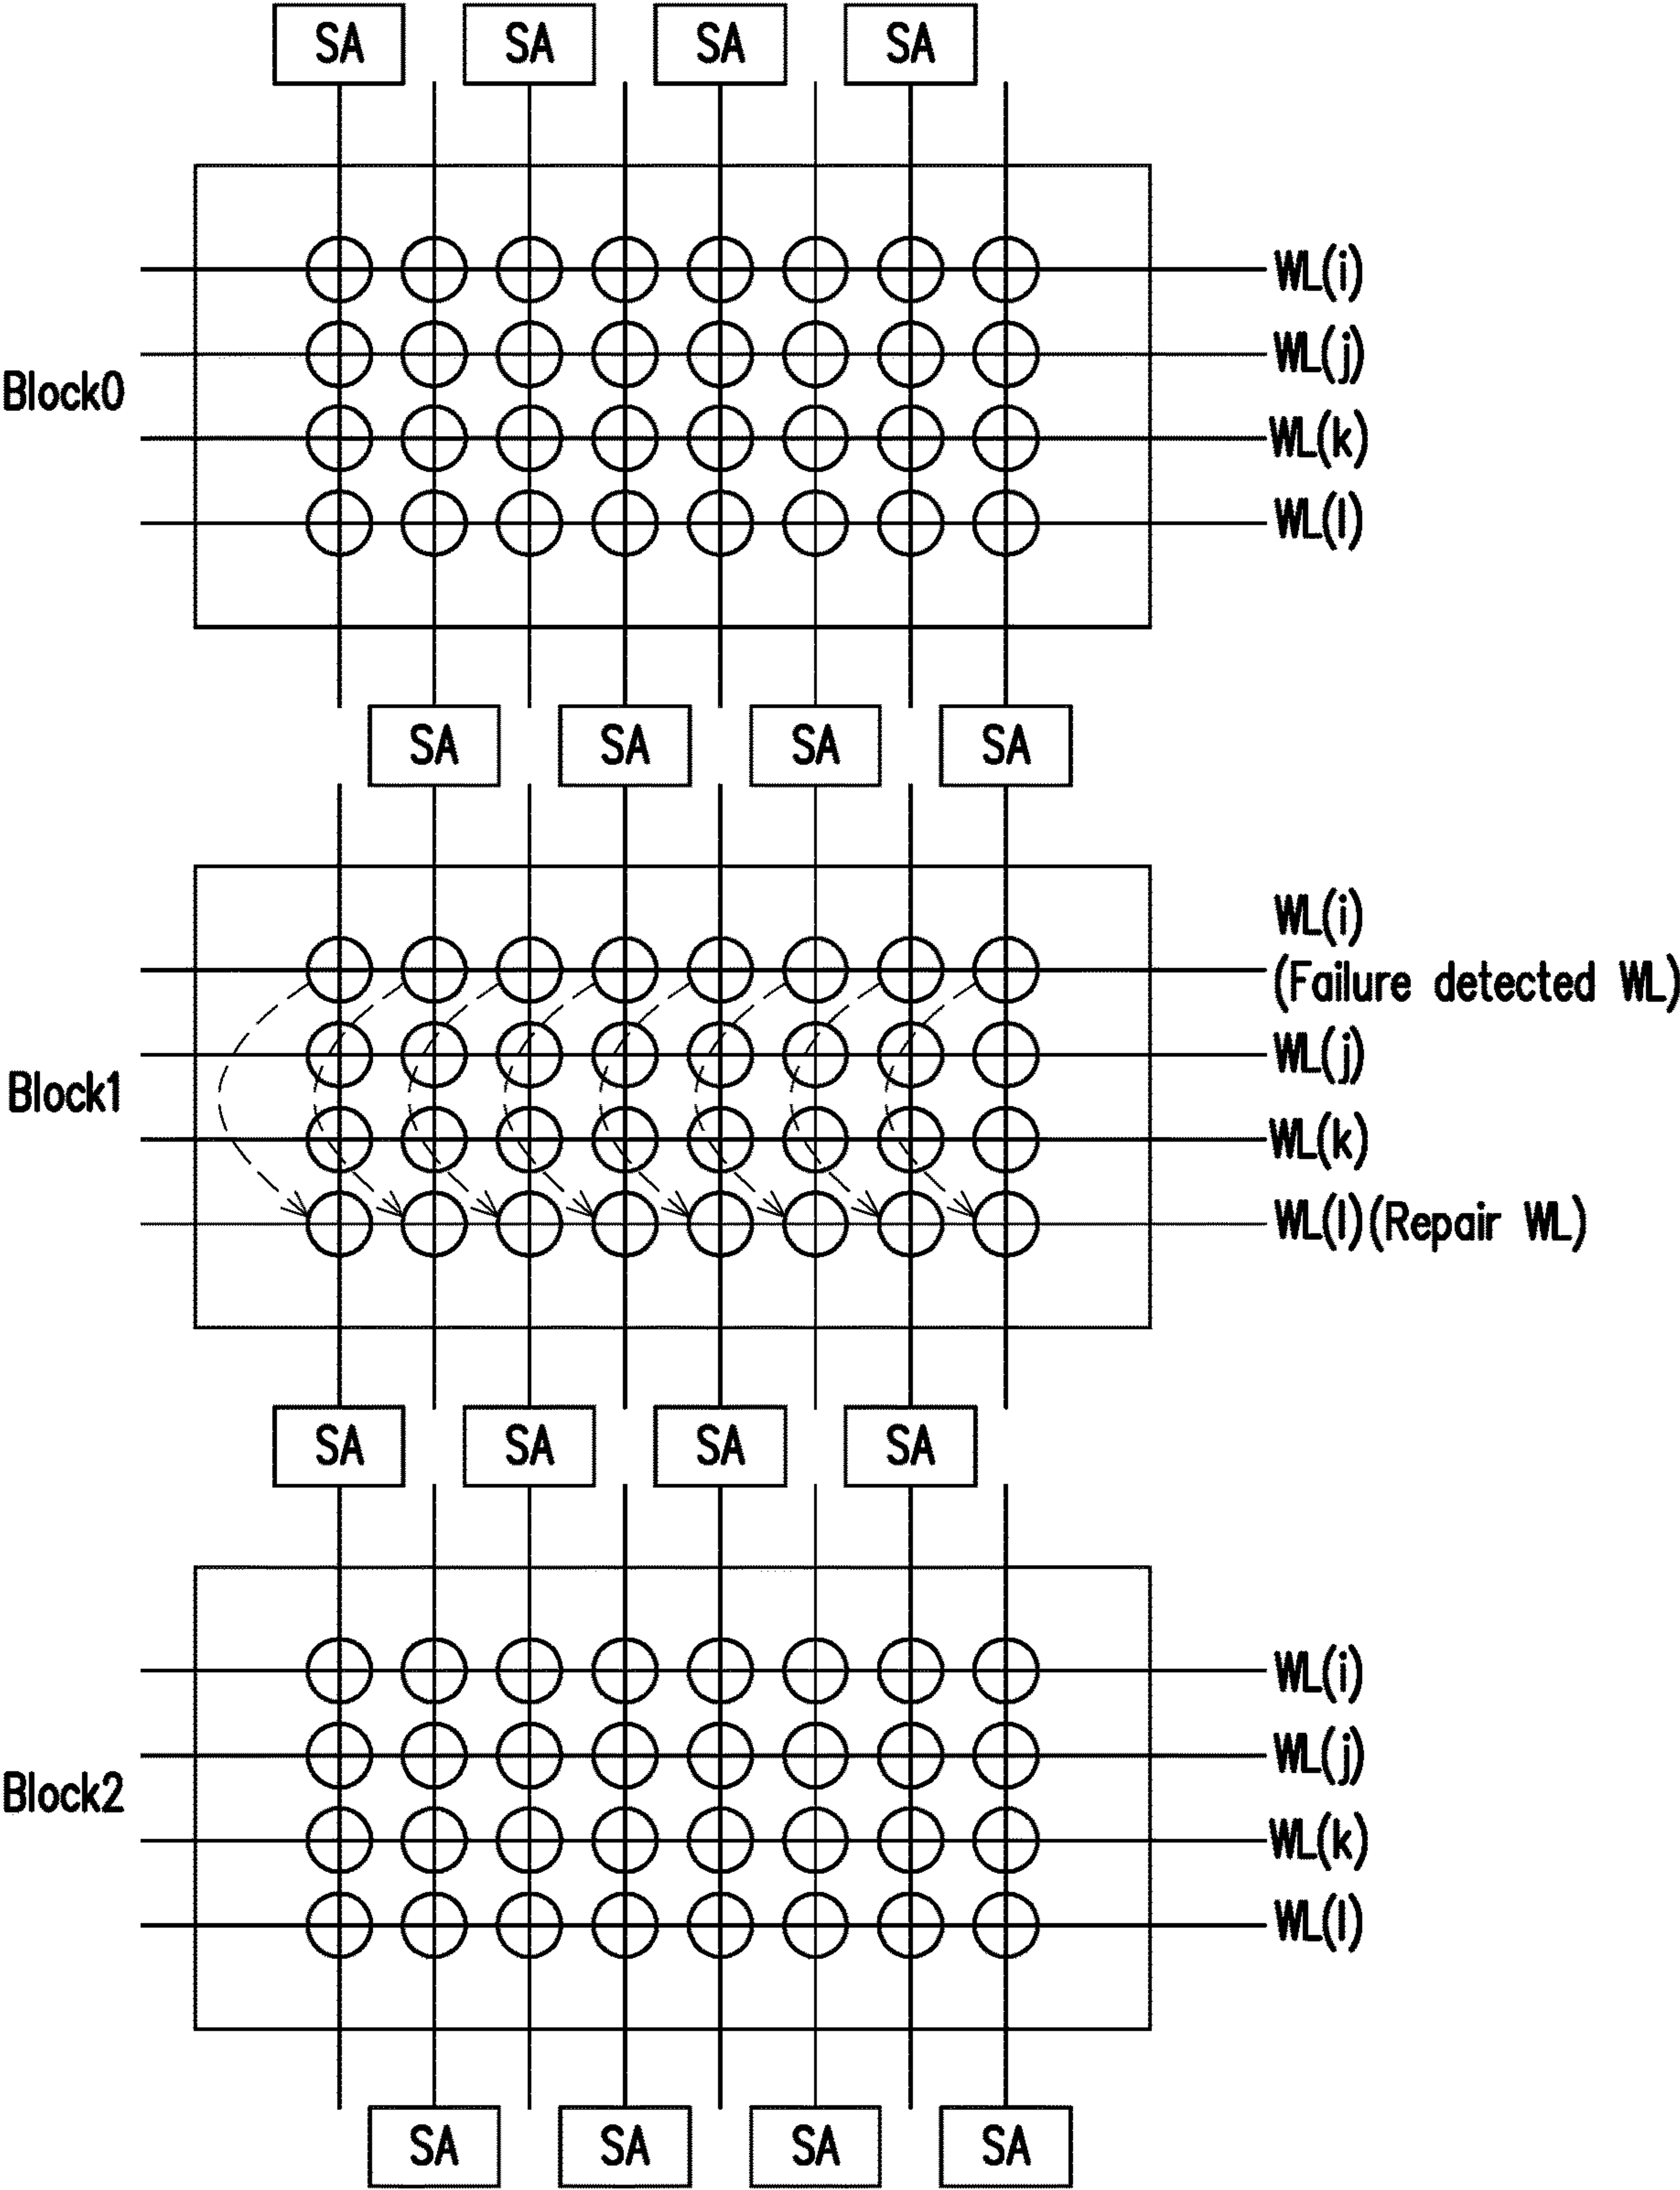 SA SA SA SA
WL(i)
WL(j)
Block0
WL(k)
WL(l)
SA SA SA SA
WL(i)
(Failure detected WL)
WL(j)
Block1
WL(k)
WL(l)(Repair WL)
SA SA SA SA
WL(i)
WL(j)
Block2
WL(k)
WL(l)
SA SA SA SA